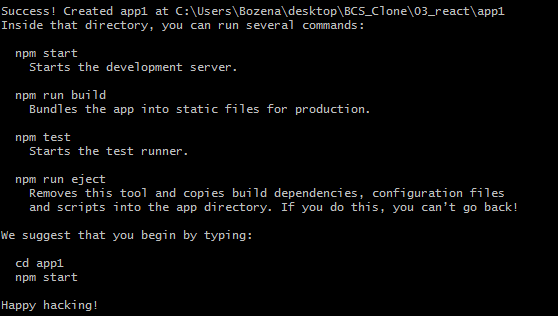 Success! Created app1 at C:\Users\Bozena\desktop\BCS_Clone\03_react\app1
Inside that directory, you can run several commands:
npm start
Starts the development server.
npm run build
Bundles the app into static files for production.
npm test
Starts the test runner.
npm run eject
Removes this tool and copies build dependencies, configuration files
and scripts into the app directory. If you do this, you can't go back!
We suggest that you begin by typing:
cd app1
npm start
Happy hacking!